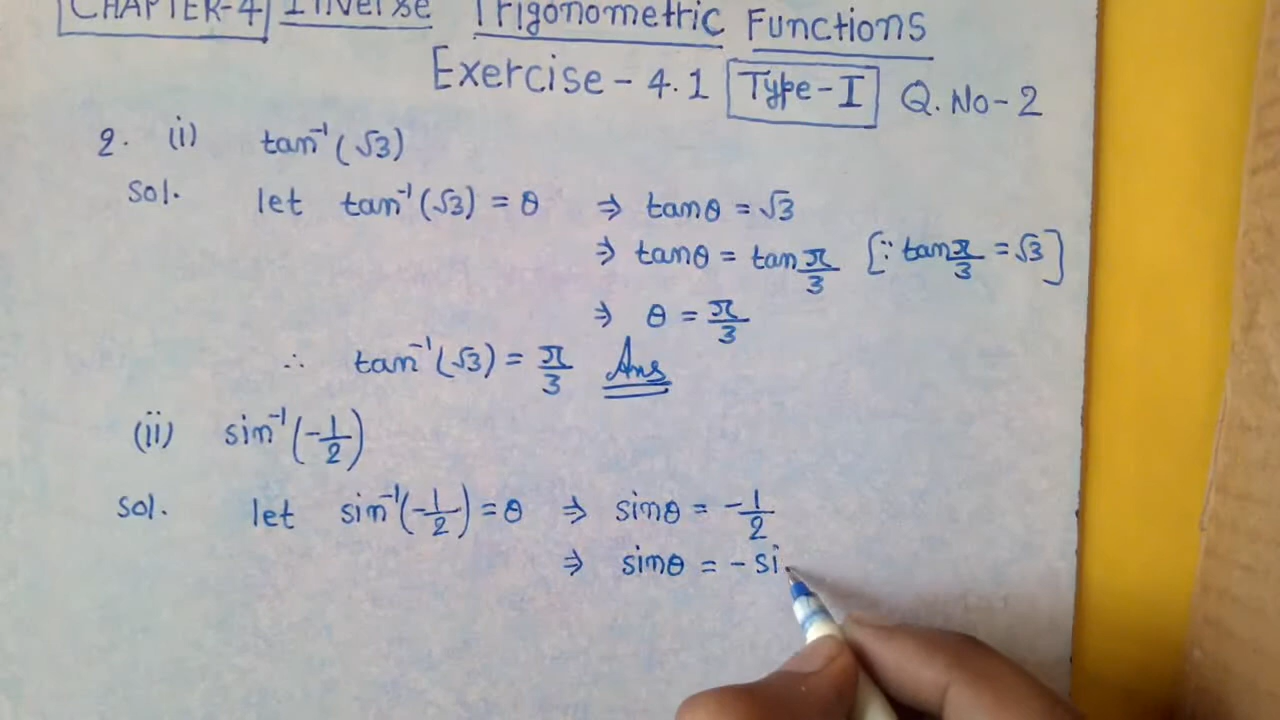 CHAPTER-4 Inverse Trigonometric Functions
Exercise - 4.1 Type-I Q. No-2
2. (i) tan⁻¹(√3)
Sol. let tan⁻¹(√3) = θ ⇒ tanθ = √3
⇒ tanθ = tan π/3 [∵ tan π/3 = √3]
⇒ θ = π/3
∴ tan⁻¹(√3) = π/3 Ans
(ii) sin⁻¹(-1/2)
Sol. let sin⁻¹(-1/2) = θ ⇒ sinθ = -1/2
⇒ sinθ = - si